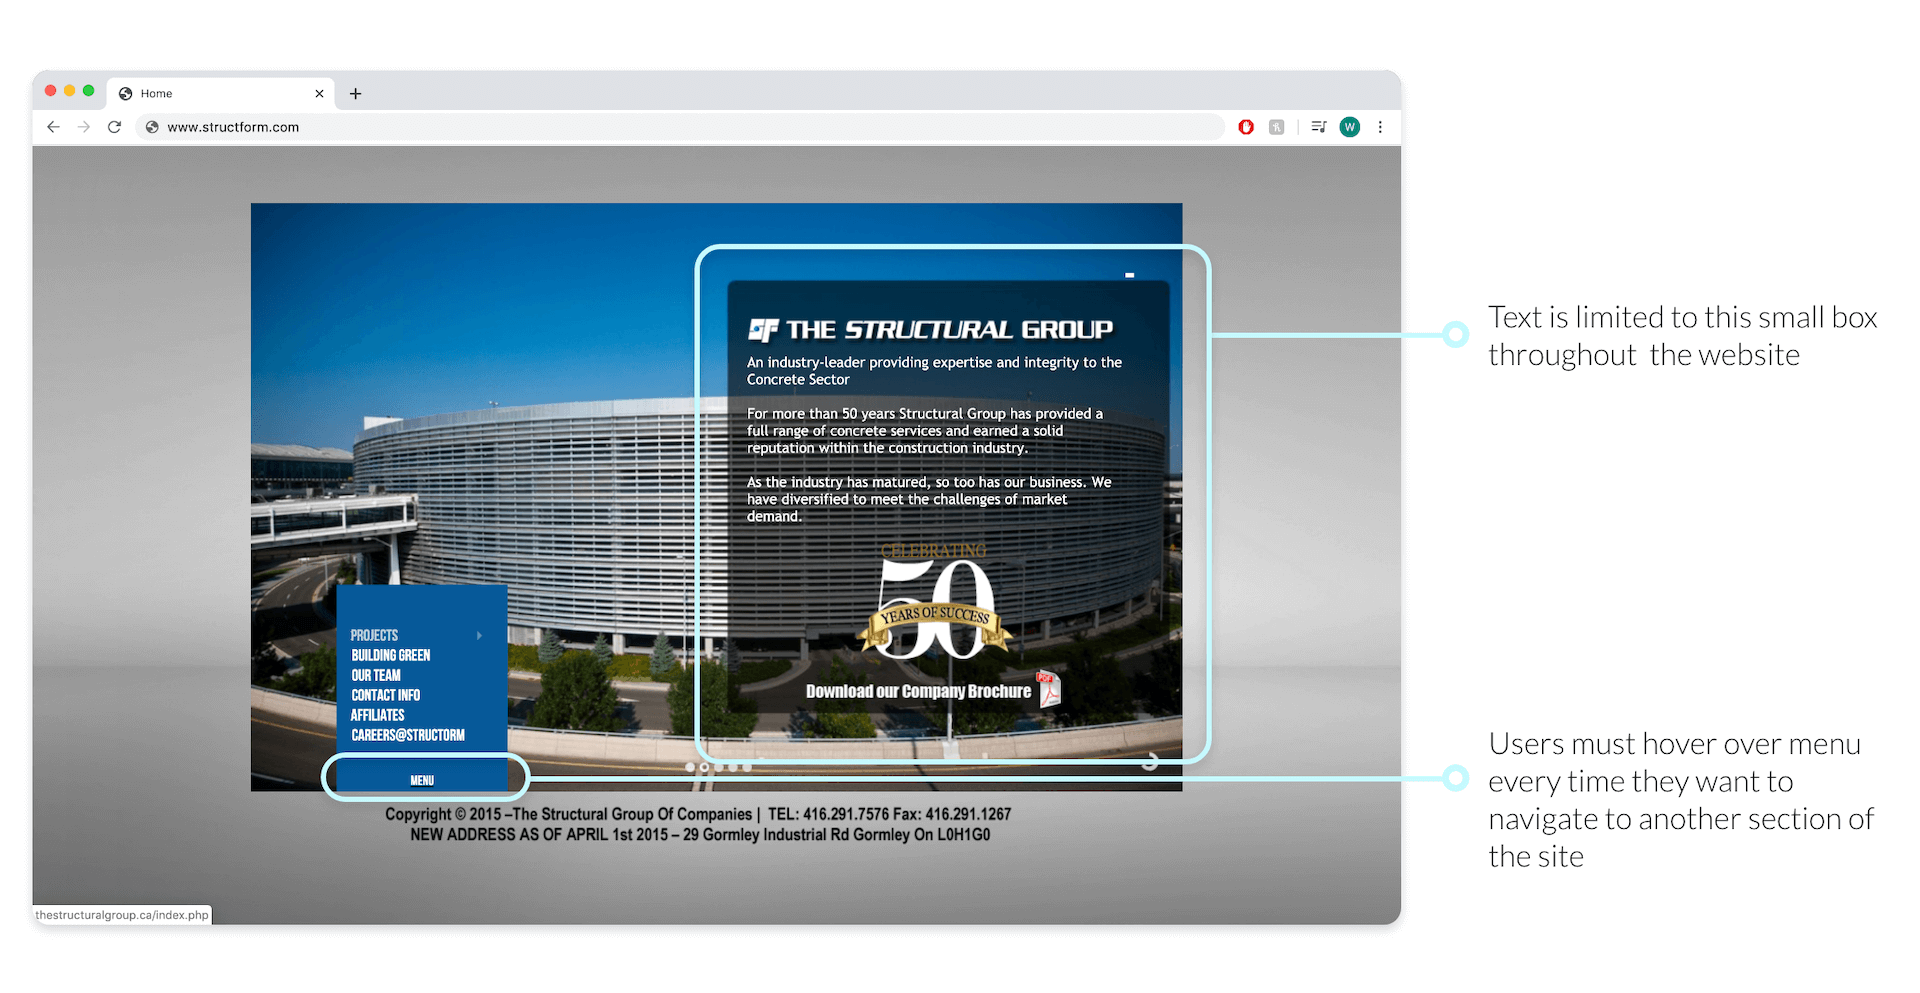 Home
www.structform.com
W
SF THE STRUCTURAL GROUP
An industry-leader providing expertise and integrity to the
Concrete Sector
For more than 50 years Structural Group has provided a
full range of concrete services and earned a solid
reputation within the construction industry.
As the industry has matured, so too has our business. We
have diversified to meet the challenges of market
demand.
CELEBRATING
50
YEARS OF SUCCESS
Download our Company Brochure
PDF
PROJECTS
BUILDING GREEN
OUR TEAM
CONTACT INFO
AFFILIATES
CAREERS@STRUCTORM
MENU
Copyright © 2015 –The Structural Group Of Companies | TEL: 416.291.7576 Fax: 416.291.1267
NEW ADDRESS AS OF APRIL 1st 2015 – 29 Gormley Industrial Rd Gormley On L0H1G0
thestructuralgroup.ca/index.php
Text is limited to this small box
throughout the website
Users must hover over menu
every time they want to
navigate to another section of
the site